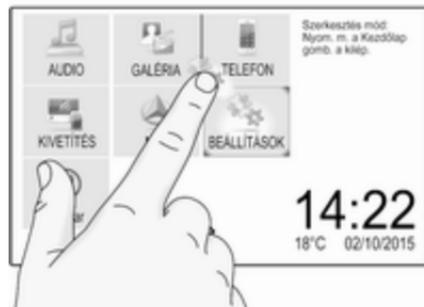 Szerkesztés mód:
Nyom. m. a Kezdőlap
gomb. a kilép.
AUDIO
GALÉRIA
TELEFON
KIVETÍTÉS
BEÁLLÍTÁSOK
14:22
18°C 02/10/2015